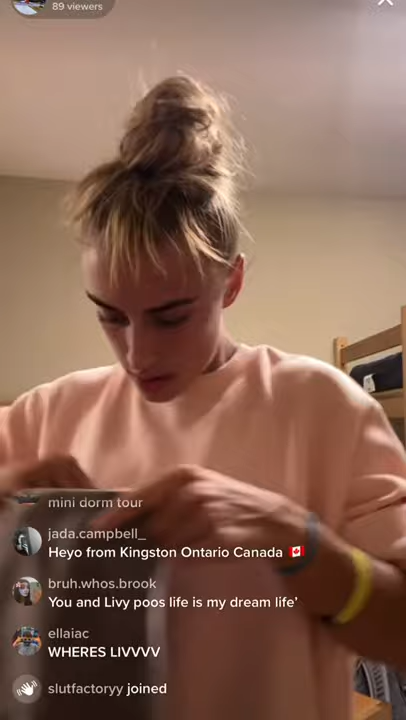 89 viewers
mini dorm tour
jada.campbell_
Heyo from Kingston Ontario Canada 🇨🇦
bruh.whos.brook
You and Livy poos life is my dream life’
ellaiac
WHERES LIVVVV
slutfactoryy joined